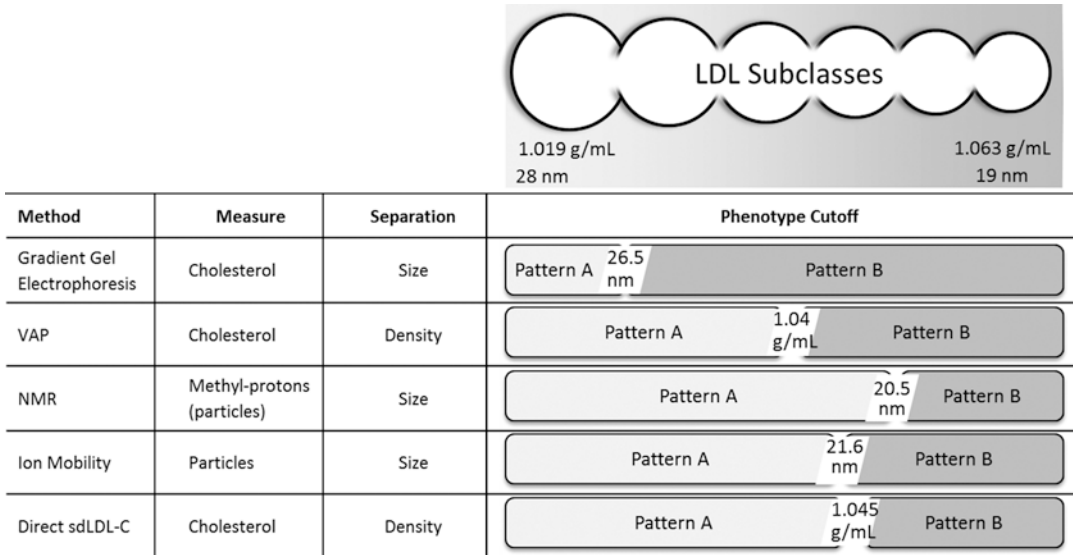 LDL Subclasses
1.019 g/mL 1.063 g/mL
28 nm 19 nm
Method Measure Separation Phenotype Cutoff
Gradient Gel
Electrophoresis Cholesterol Size Pattern A 26.5
nm Pattern B
VAP Cholesterol Density Pattern A 1.04
g/mL Pattern B
NMR Methyl-protons
(particles) Size Pattern A 20.5
nm Pattern B
Ion Mobility Particles Size Pattern A 21.6
nm Pattern B
Direct sdLDL-C Cholesterol Density Pattern A 1.045
g/mL Pattern B